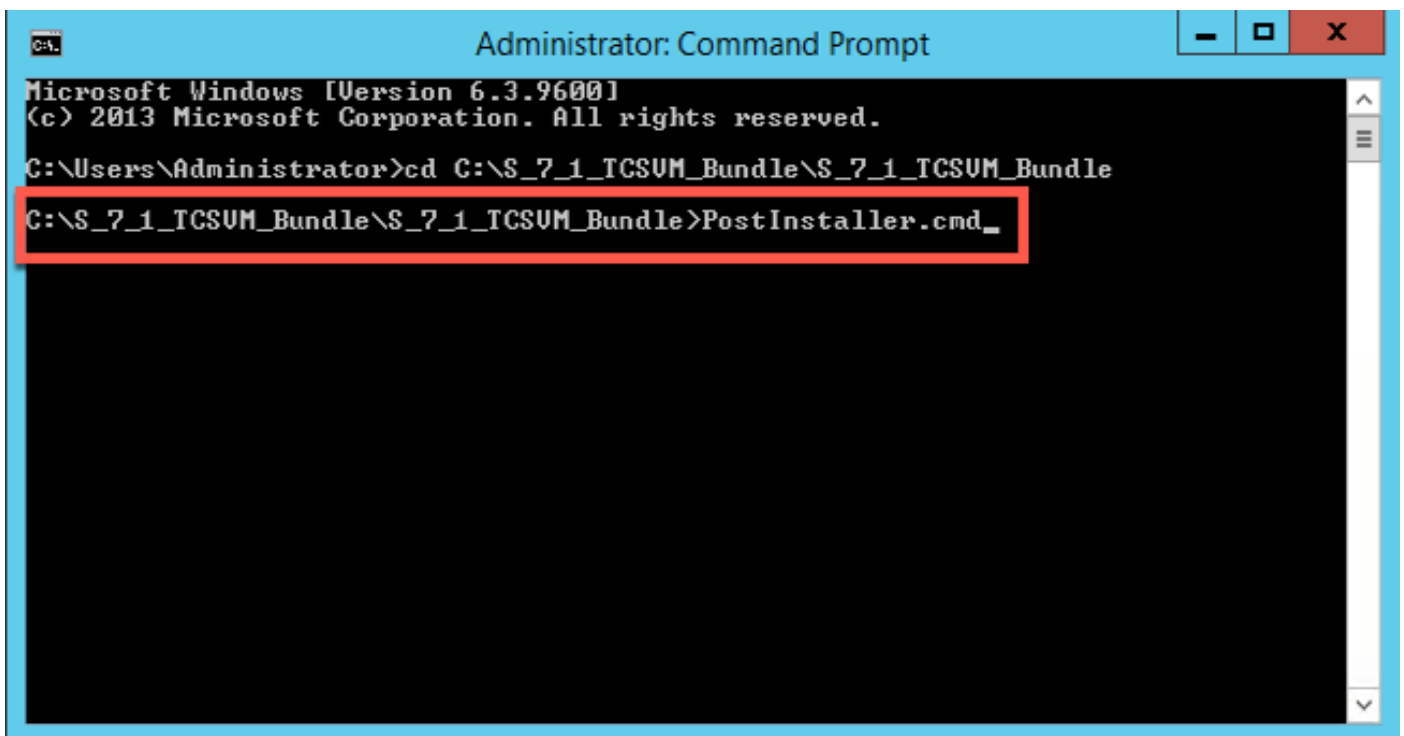 C:\.
Administrator: Command Prompt
Microsoft Windows [Version 6.3.9600]
(c) 2013 Microsoft Corporation. All rights reserved.
C:\Users\Administrator>cd C:\S_7_1_TCSVM_Bundle\S_7_1_TCSVM_Bundle
C:\S_7_1_TCSVM_Bundle\S_7_1_TCSVM_Bundle>PostInstaller.cmd_